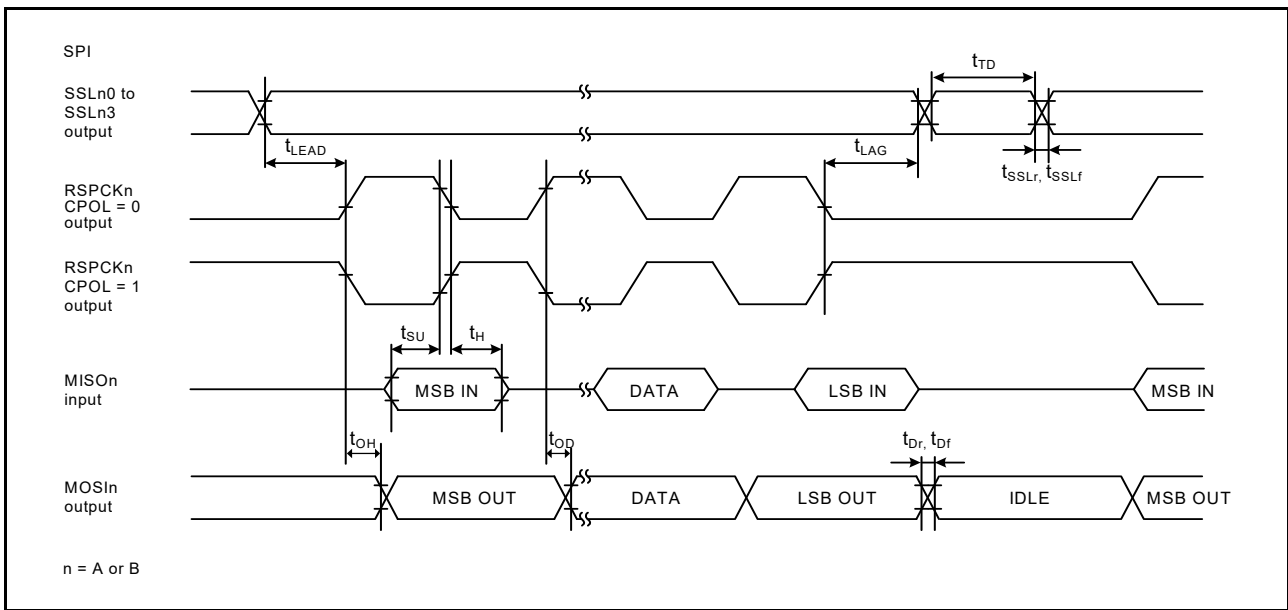 SPI
SSLn0 to
SSLn3
output
tTD
tLEAD
tLAG
tSSLr, tSSLf
RSPCKn
CPOL = 0
output
RSPCKn
CPOL = 1
output
tSU
tH
MISOn
input
MSB IN
DATA
LSB IN
MSB IN
tOH
tOD
tDr, tDf
MOSIn
output
MSB OUT
DATA
LSB OUT
IDLE
MSB OUT
n = A or B